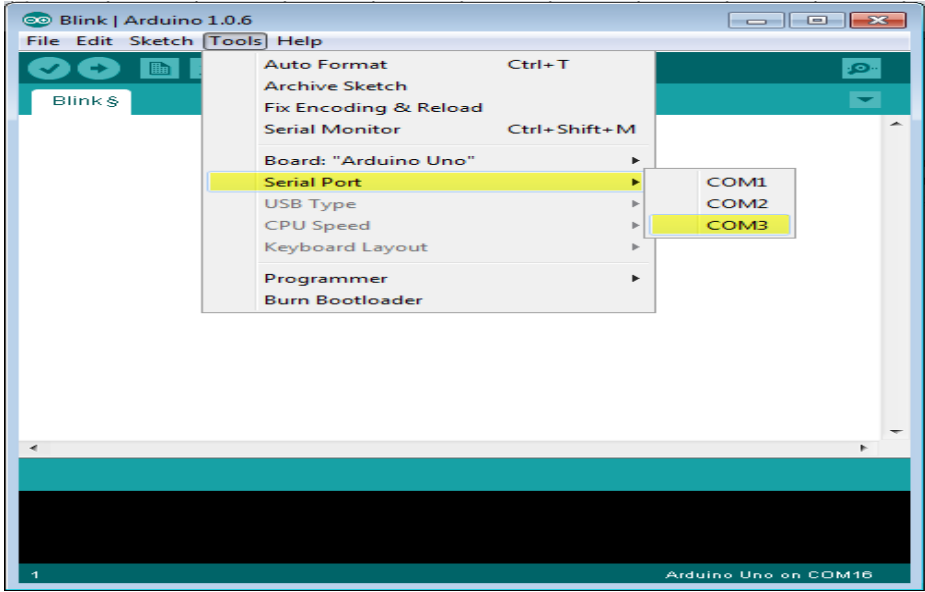 Blink | Arduino 1.0.6
File Edit Sketch Tools Help
Auto Format Ctrl+T
Archive Sketch
Fix Encoding & Reload
Serial Monitor Ctrl+Shift+M
Blink §
Board: "Arduino Uno"
Serial Port
USB Type
CPU Speed
Keyboard Layout
Programmer
Burn Bootloader
COM1
COM2
COM3
1
Arduino Uno on COM16